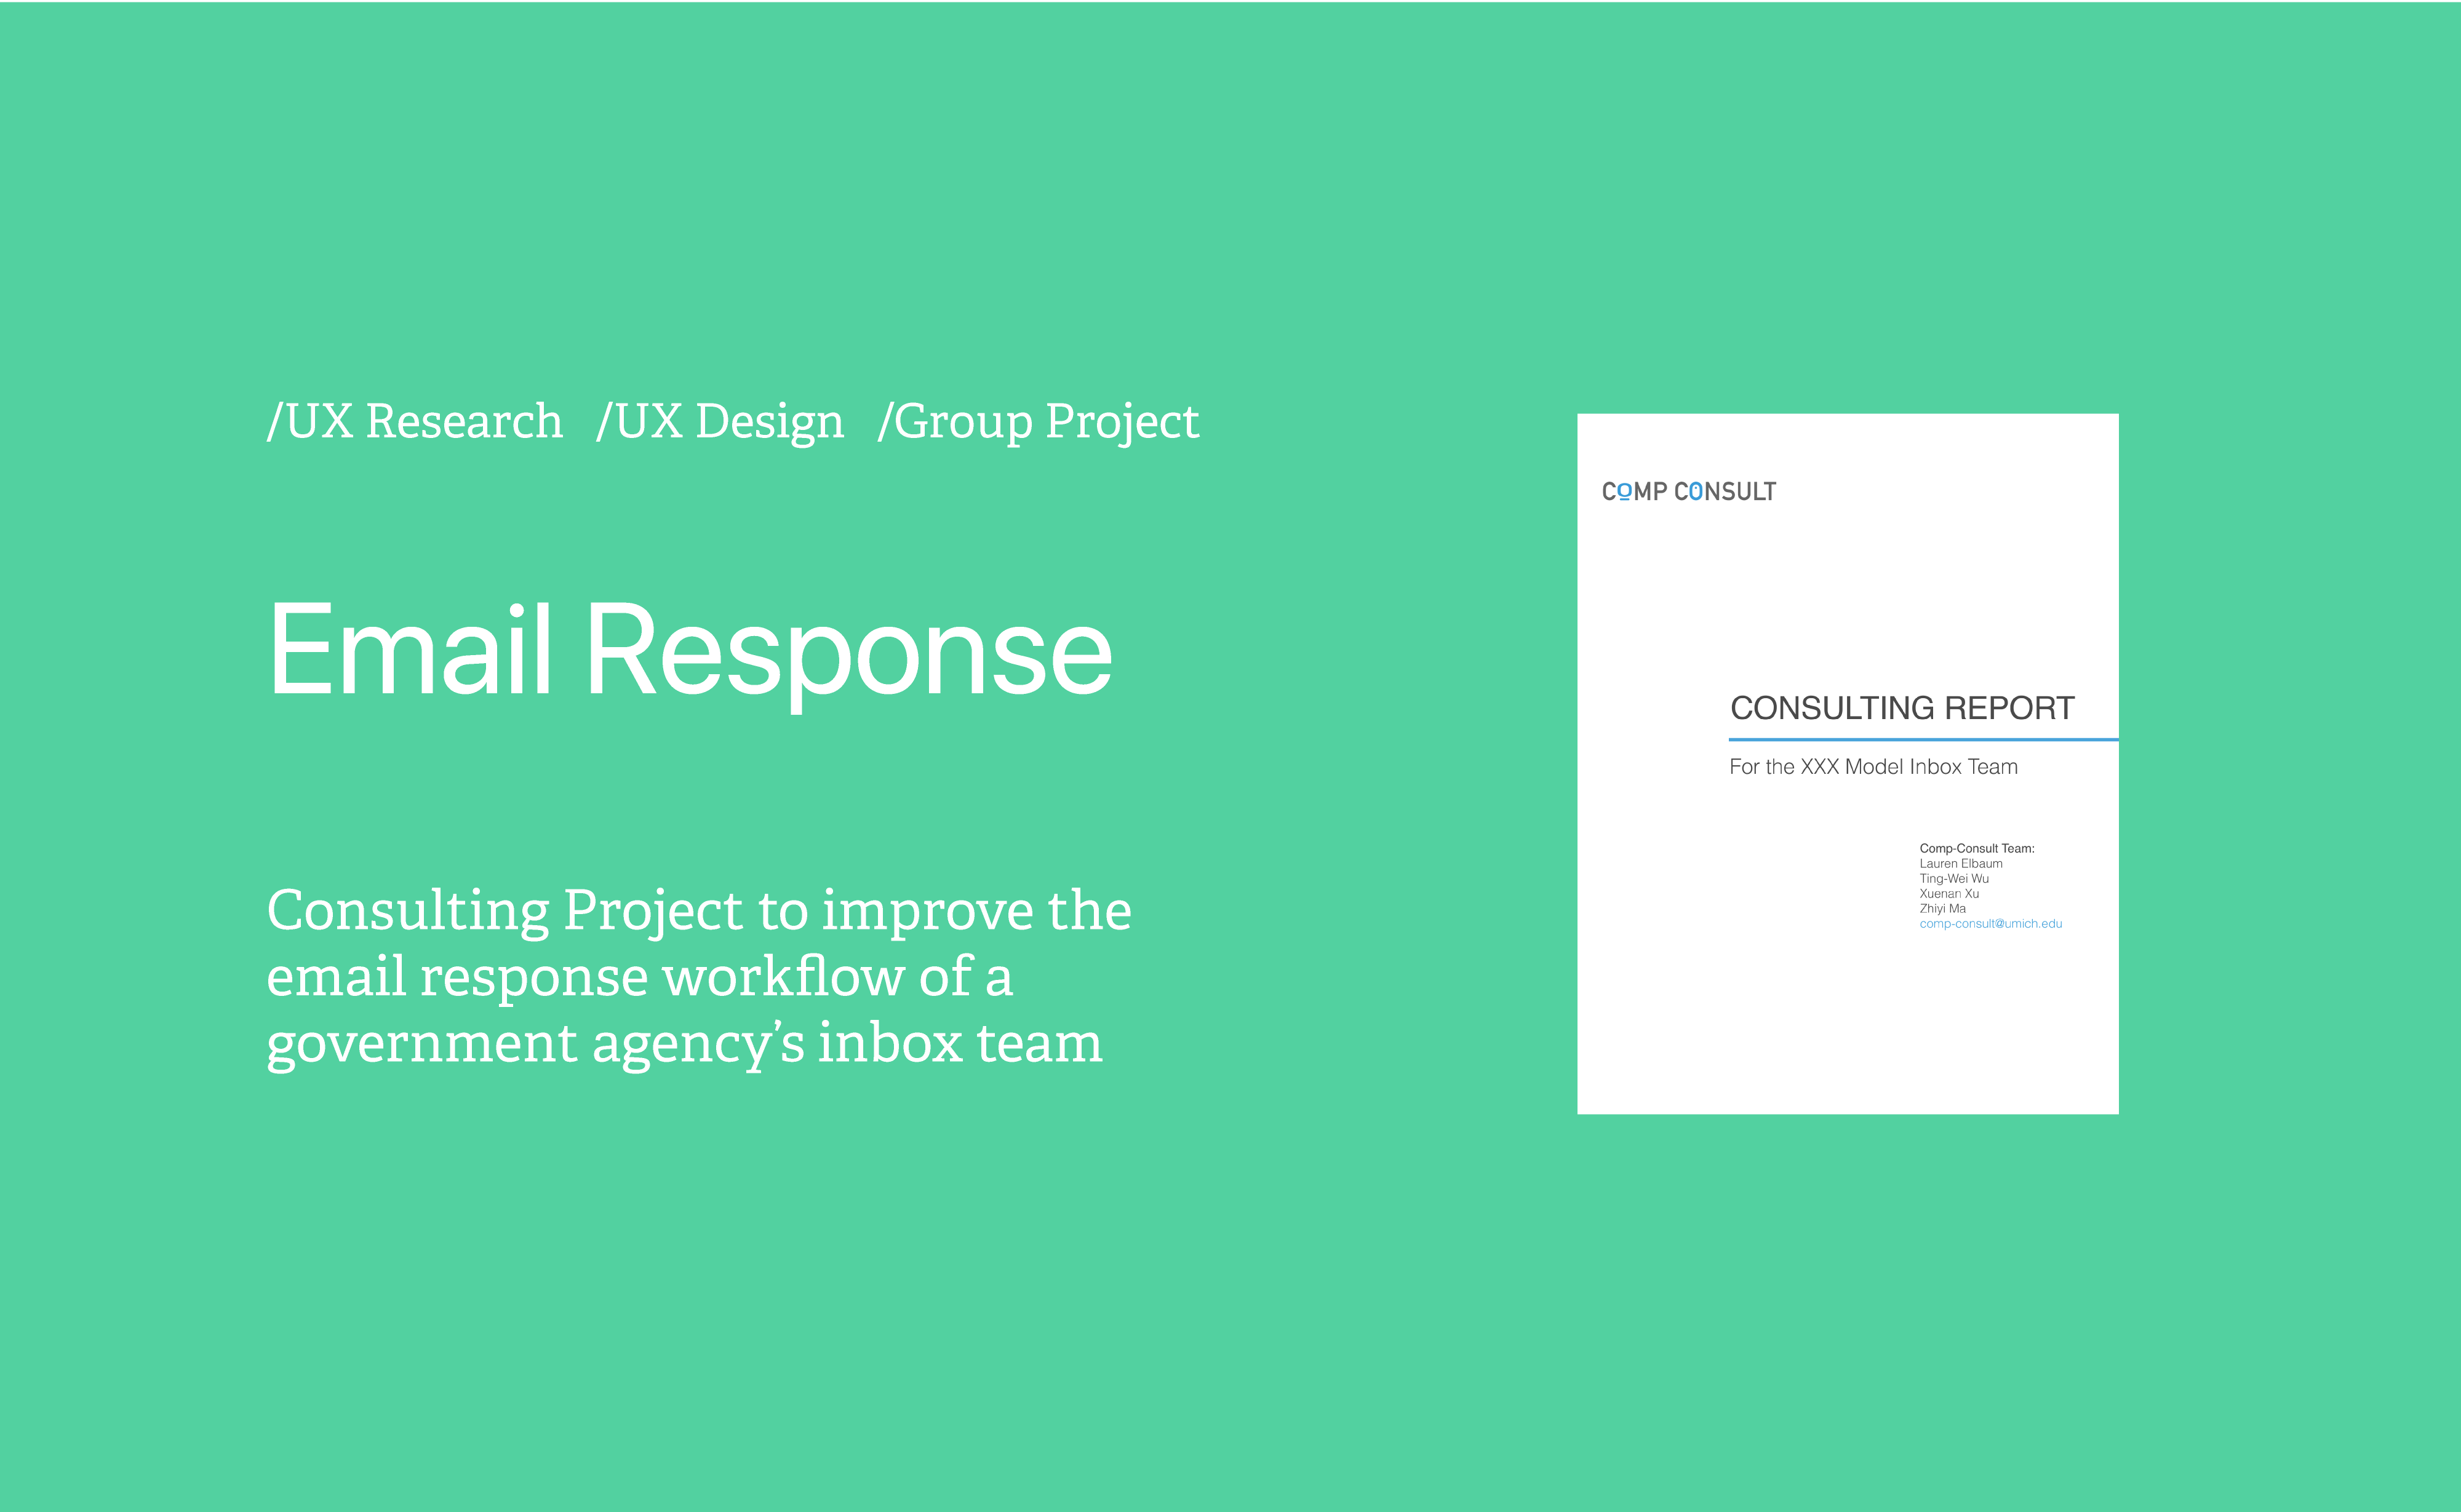 /UX Research /UX Design /Group Project
Email Response
Consulting Project to improve the
email response workflow of a
government agency’s inbox team
COMP CONSULT
CONSULTING REPORT
For the XXX Model Inbox Team
Comp-Consult Team:
Lauren Elbaum
Ting-Wei Wu
Xuenan Xu
Zhiyi Ma
comp-consult@umich.edu